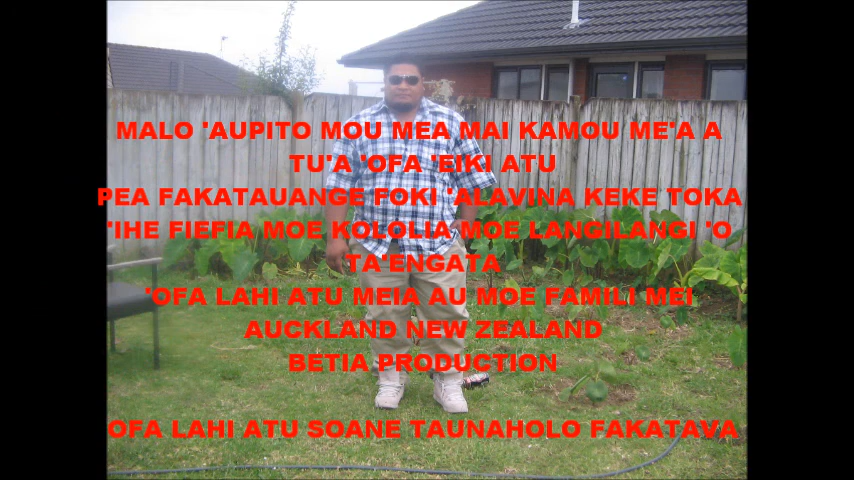 MALO 'AUPITO MOU MEA MAI KAMOU ME'A A
TU'A 'OFA 'EIKI ATU
PEA FAKATAUANGE FOKI 'ALAVINA KEKE TOKA
'IHE FIEFIA MOE KOLOLIA MOE LANGILANGI 'O
TA'ENGATA
'OFA LAHI ATU MEIA AU MOE FAMILI MEI
AUCKLAND NEW ZEALAND
BETIA PRODUCTION
OFA LAHI ATU SOANE TAUNAHOLO FAKATAVA